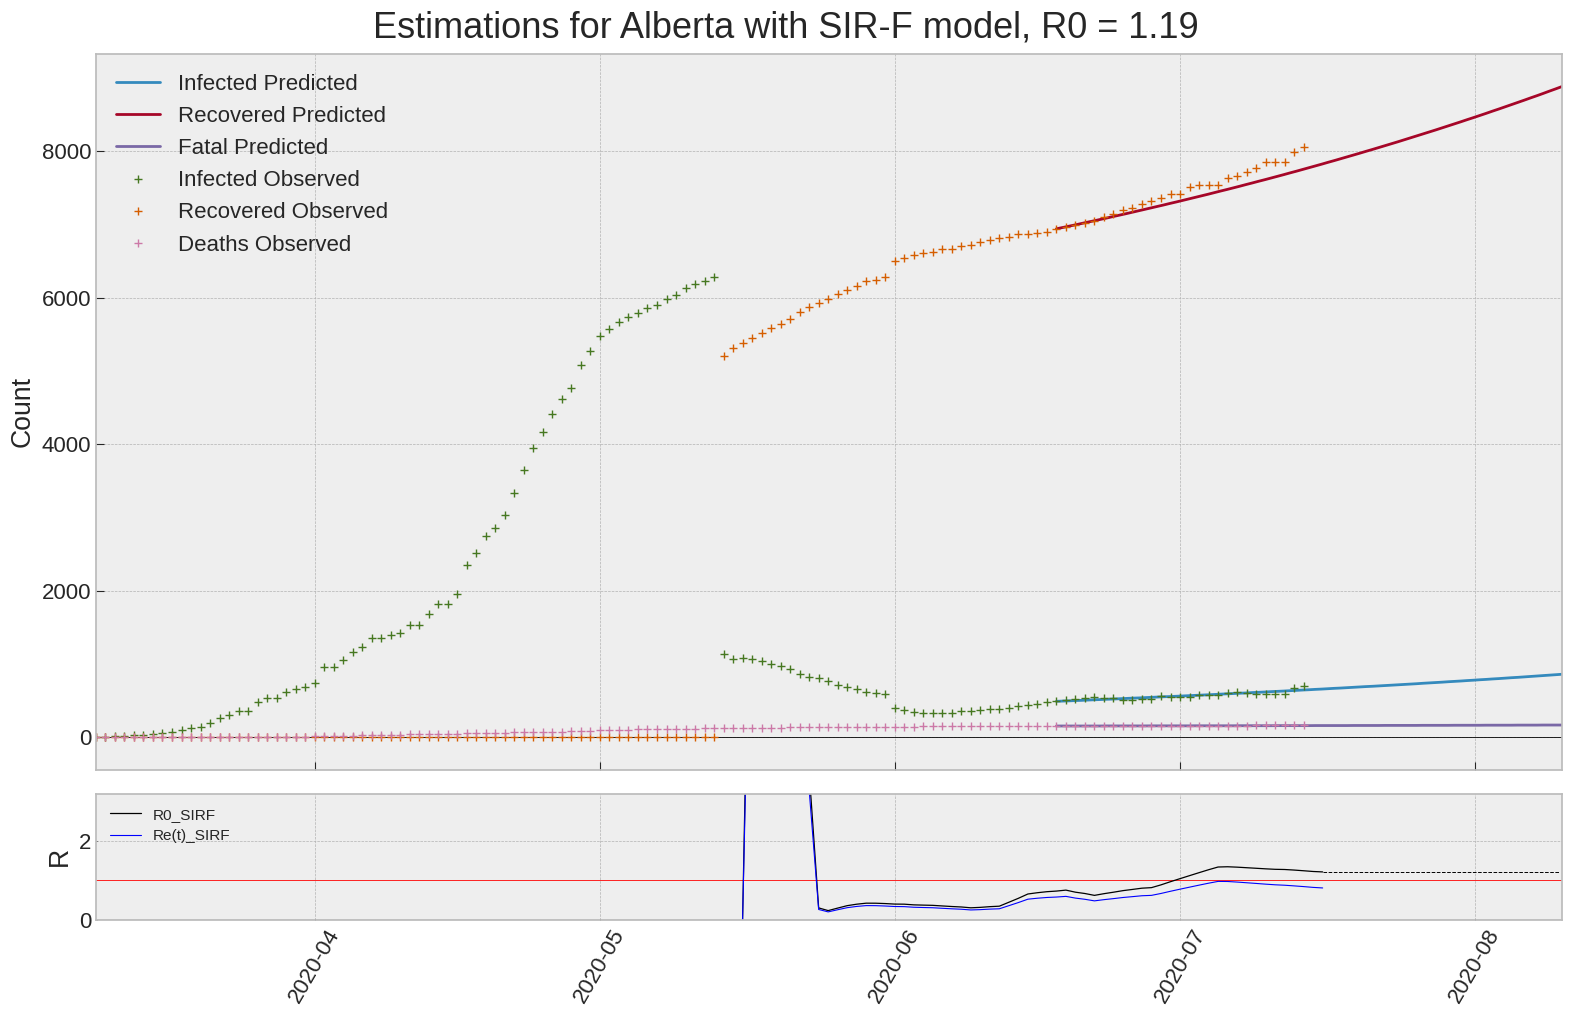 Estimations for Alberta with SIR-F model, R0 = 1.19
Infected Predicted
Recovered Predicted
Fatal Predicted
Infected Observed
Recovered Observed
Deaths Observed
8000
6000
4000
2000
0
Count
R0_SIRF
Re(t)_SIRF
2
0
R
2020-04
2020-05
2020-06
2020-07
2020-08